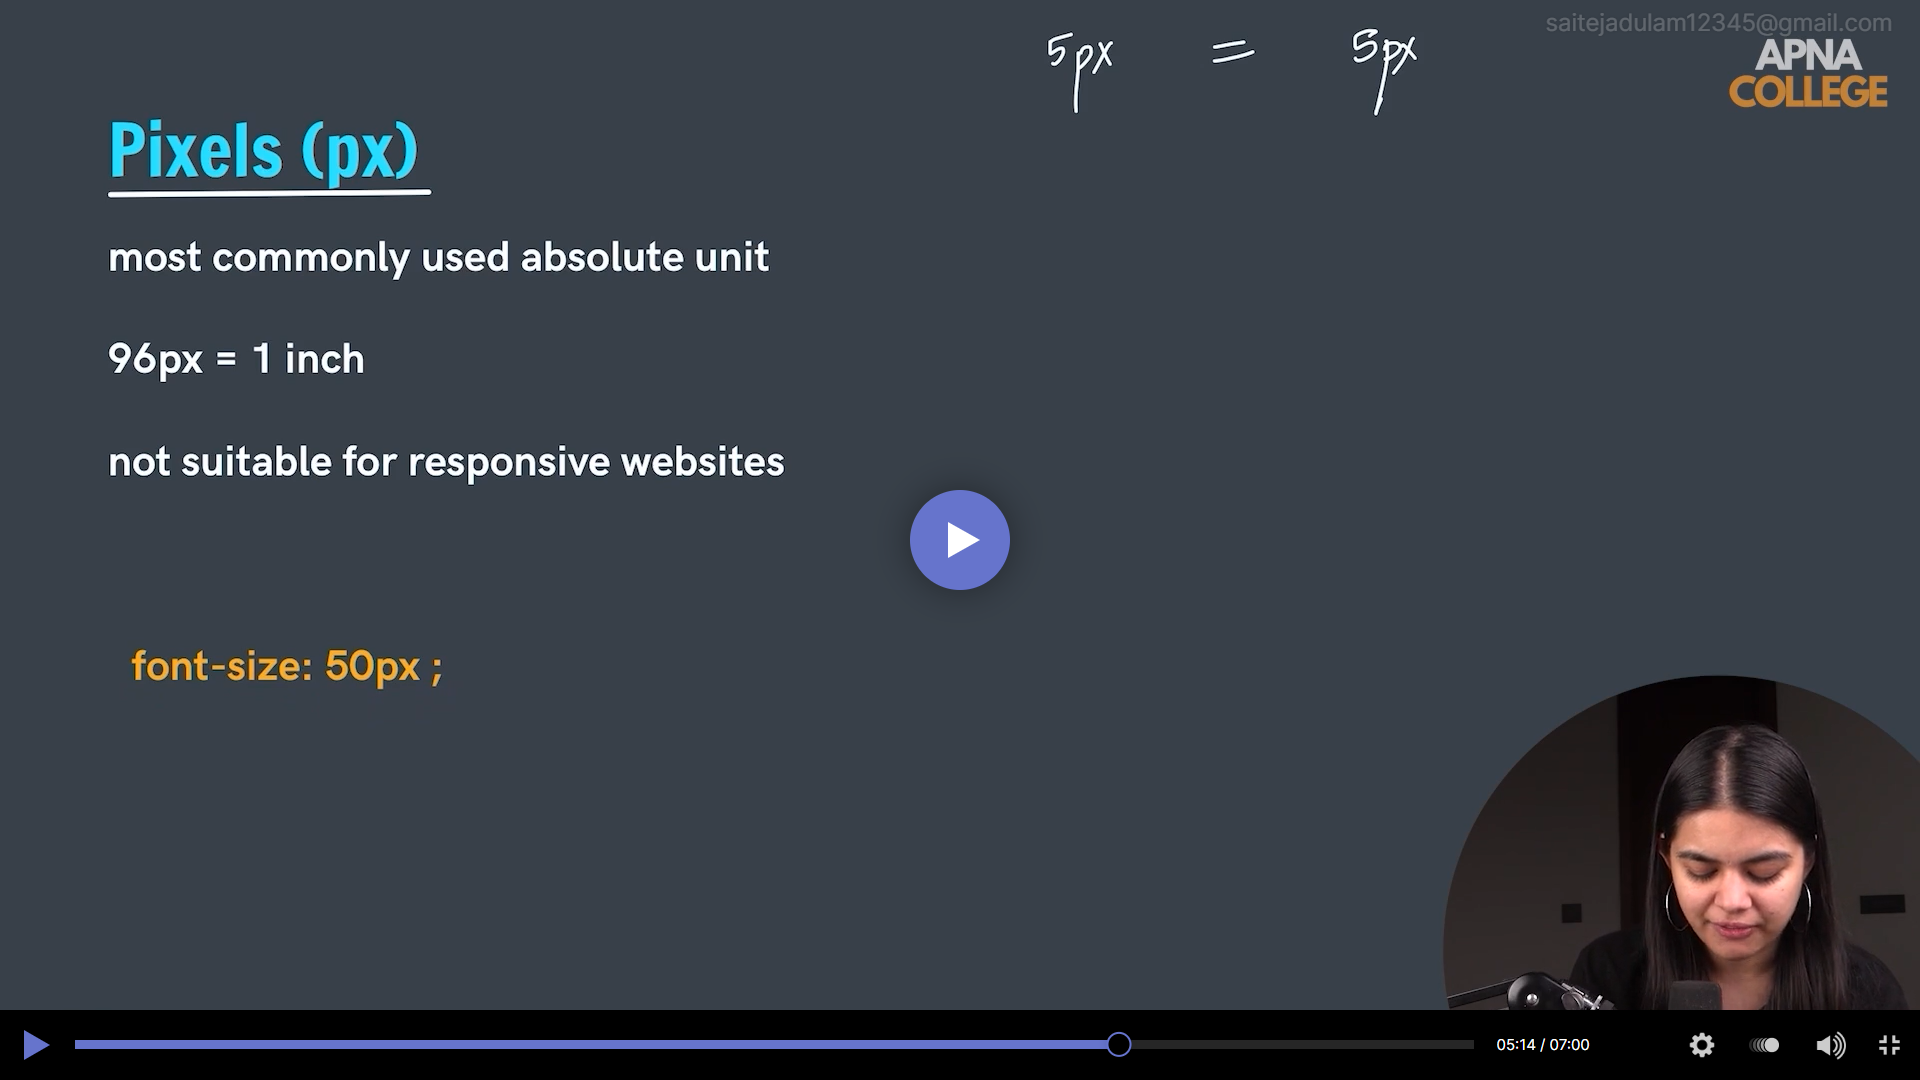 saitejadulam12345@gmail.com
5px = 5px
APNA
COLLEGE
Pixels (px)
most commonly used absolute unit
96px = 1 inch
not suitable for responsive websites
font-size: 50px ;
05:14 / 07:00